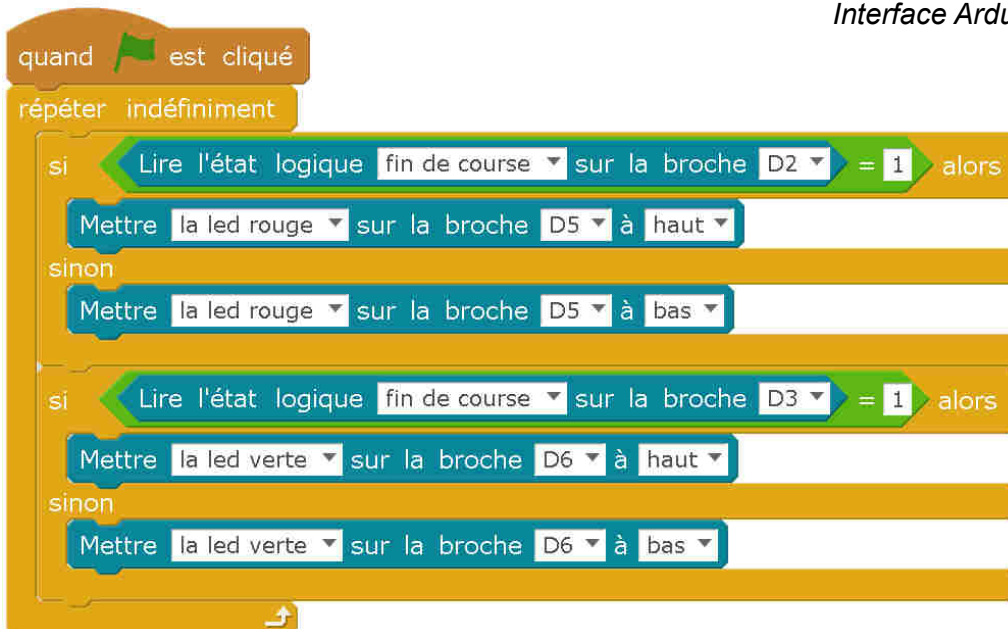 Interface Ardu
quand est cliqué
répéter indéfiniment
si Lire l'état logique fin de course sur la broche D2 = 1 alors
Mettre la led rouge sur la broche D5 à haut
sinon
Mettre la led rouge sur la broche D5 à bas
si Lire l'état logique fin de course sur la broche D3 = 1 alors
Mettre la led verte sur la broche D6 à haut
sinon
Mettre la led verte sur la broche D6 à bas